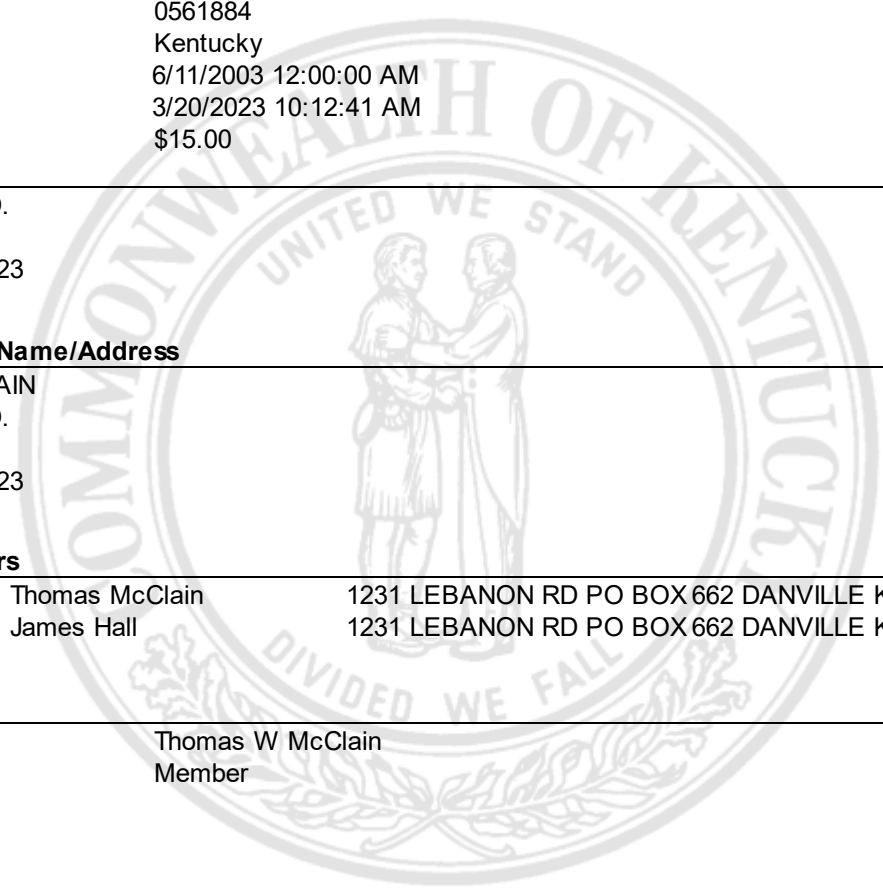 0561884
Kentucky
6/11/2003 12:00:00 AM
3/20/2023 10:12:41 AM
$15.00
COMMONWEALTH OF KENTUCKY
UNITED WE STAND
23
Name/Address
AIN
23
rs
Thomas McClain 1231 LEBANON RD PO BOX 662 DANVILLE K
James Hall 1231 LEBANON RD PO BOX 662 DANVILLE K
DIVIDED WE FALL
Thomas W McClain
Member